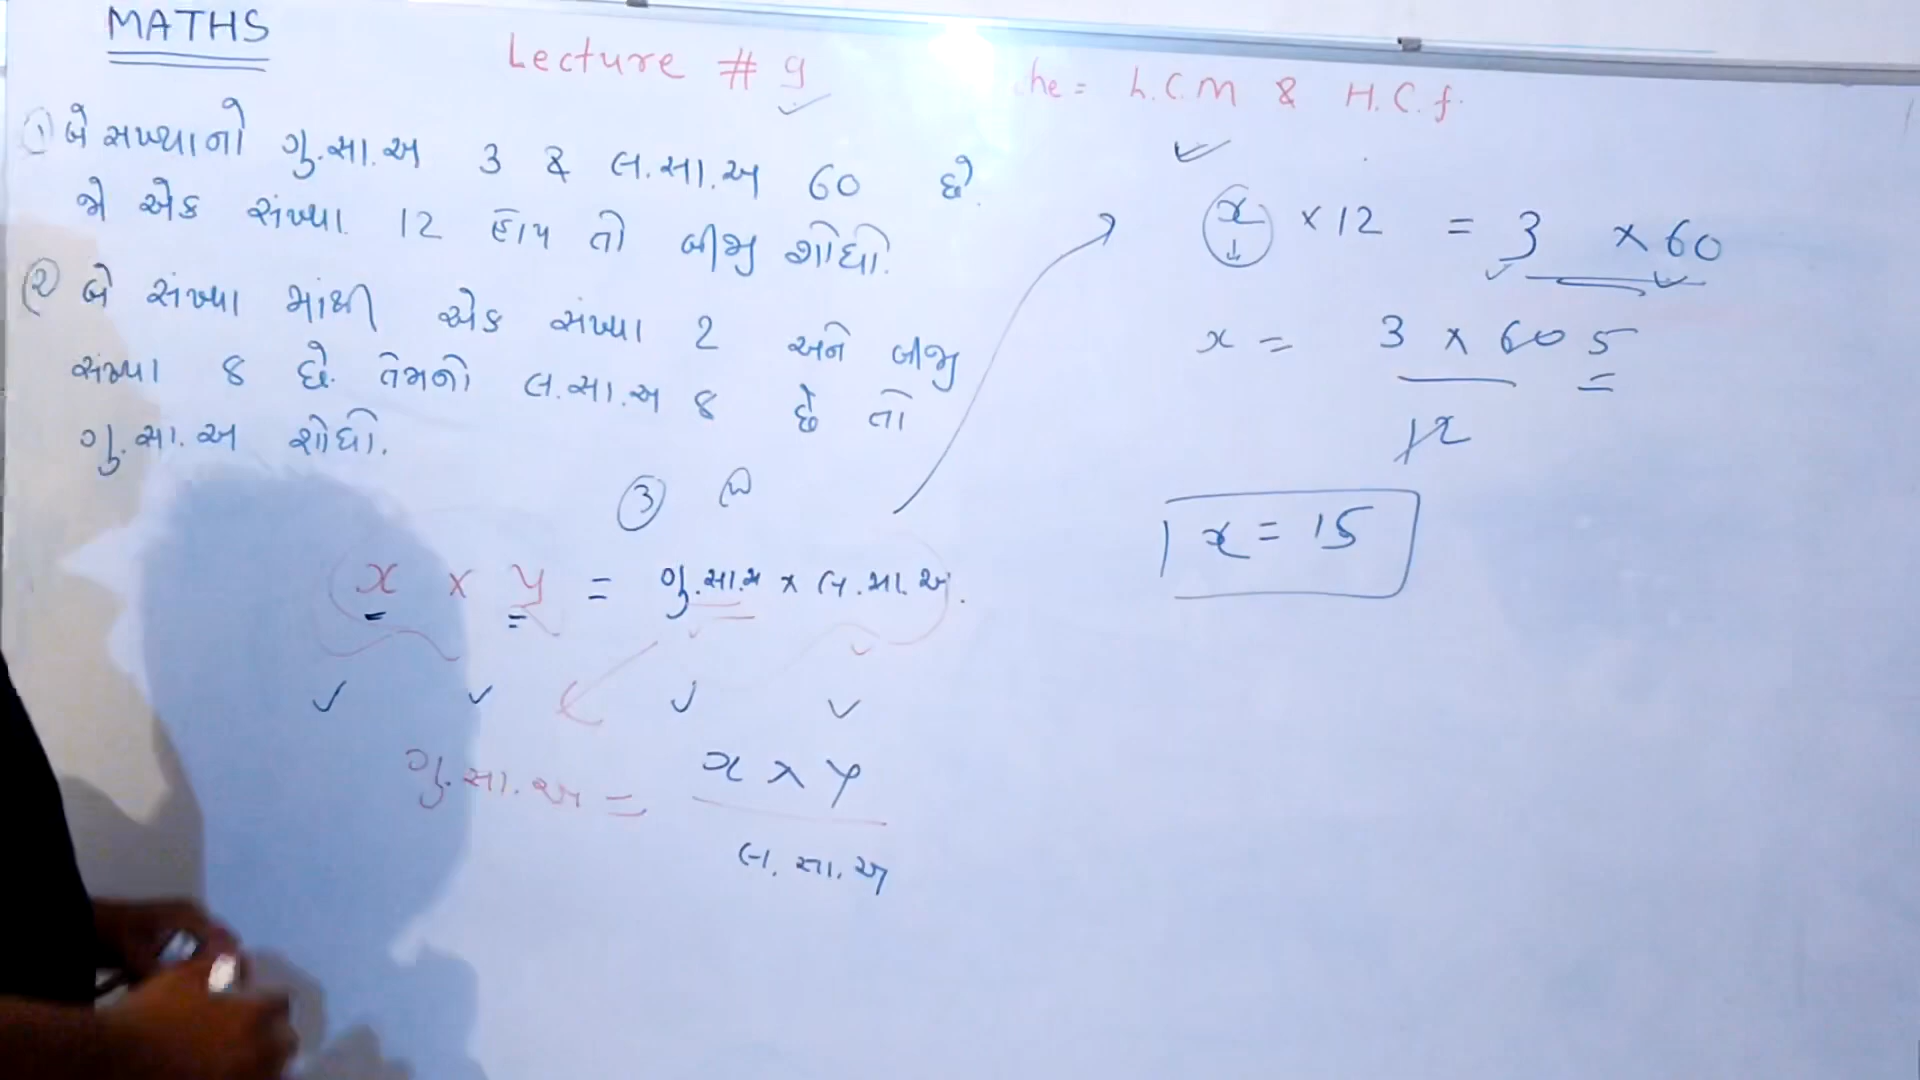 MATHS
Lecture # 9
he = L.C.M & H.C.f.
① બે સખ્યાનો ગુ.સા.અ 3 & લ.સા.અ 60 છે.
જો એક સંખ્યા 12 હોય તો બીજી શોધો.
② બે સંખ્યા માંથી એક સંખ્યા 2 અને બીજી
સંખ્યા 8 છે. તેમનો લ.સા.અ 8 છે તો
ગુ.સા.અ શોધો.
③
x × y = ગુ.સા.અ × લ.સા.અ.
ગુ.સા.અ = x × y
લ.સા.અ
x × 12 = 3 × 60
x = 3 × 60 5
12
x = 15